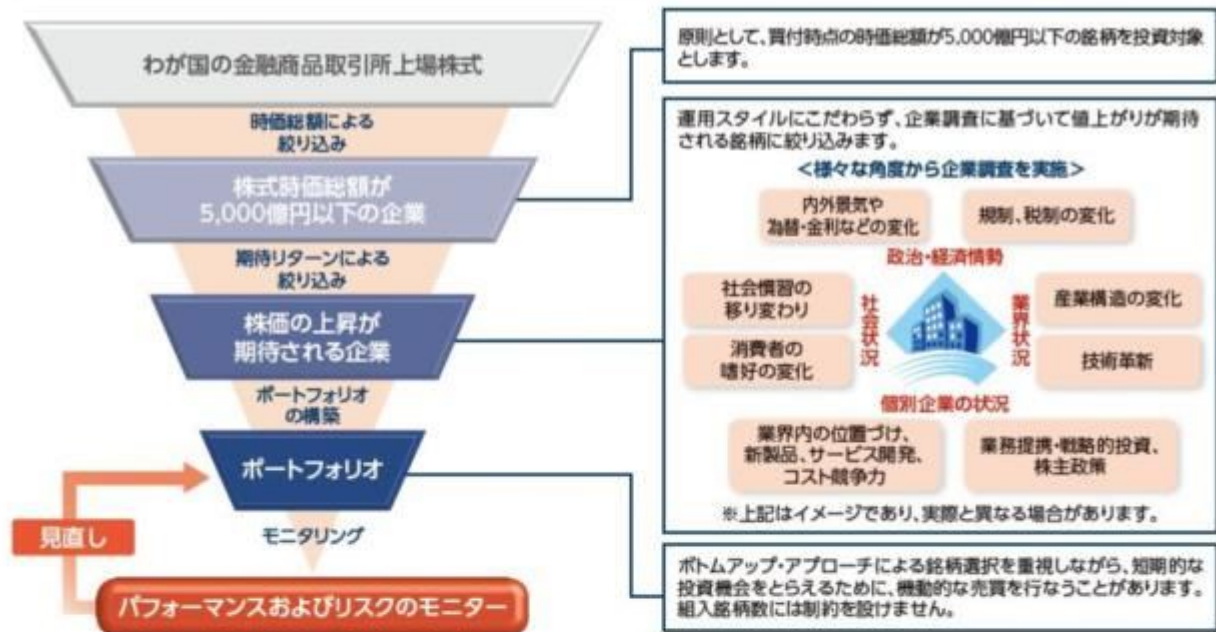 わが国の金融商品取引所上場株式
時価総額による
絞り込み
株式時価総額が
5,000億円以下の企業
期待リターンによる
絞り込み
株価の上昇が
期待される企業
ポートフォリオ
の構築
ポートフォリオ
モニタリング
見直し
パフォーマンスおよびリスクのモニター
原則として、買付時点の時価総額が5,000億円以下の銘柄を投資対象
とします。
運用スタイルにこだわらず、企業調査に基づいて値上がりが期待
される銘柄に絞り込みます。
<様々な角度から企業調査を実施>
内外景気や
為替・金利などの変化
規制、税制の変化
政治・経済情勢
社会慣習の
移り変わり
消費者の
嗜好の変化
社会状況
業界状況
産業構造の変化
技術革新
個別企業の状況
業界内の位置づけ、
新製品、サービス開発、
コスト競争力
業務提携・戦略的投資、
株主政策
※上記はイメージであり、実際と異なる場合があります。
ボトムアップ・アプローチによる銘柄選択を重視しながら、短期的な
投資機会をとらえるために、機動的な売買を行なうことがあります。
組入銘柄数には制約を設けません。